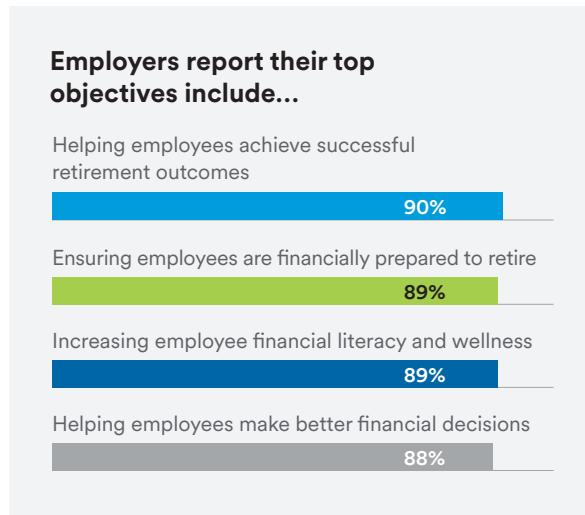 Employers report their top
objectives include...
Helping employees achieve successful
retirement outcomes
90%
Ensuring employees are financially prepared to retire
89%
Increasing employee financial literacy and wellness
89%
Helping employees make better financial decisions
88%